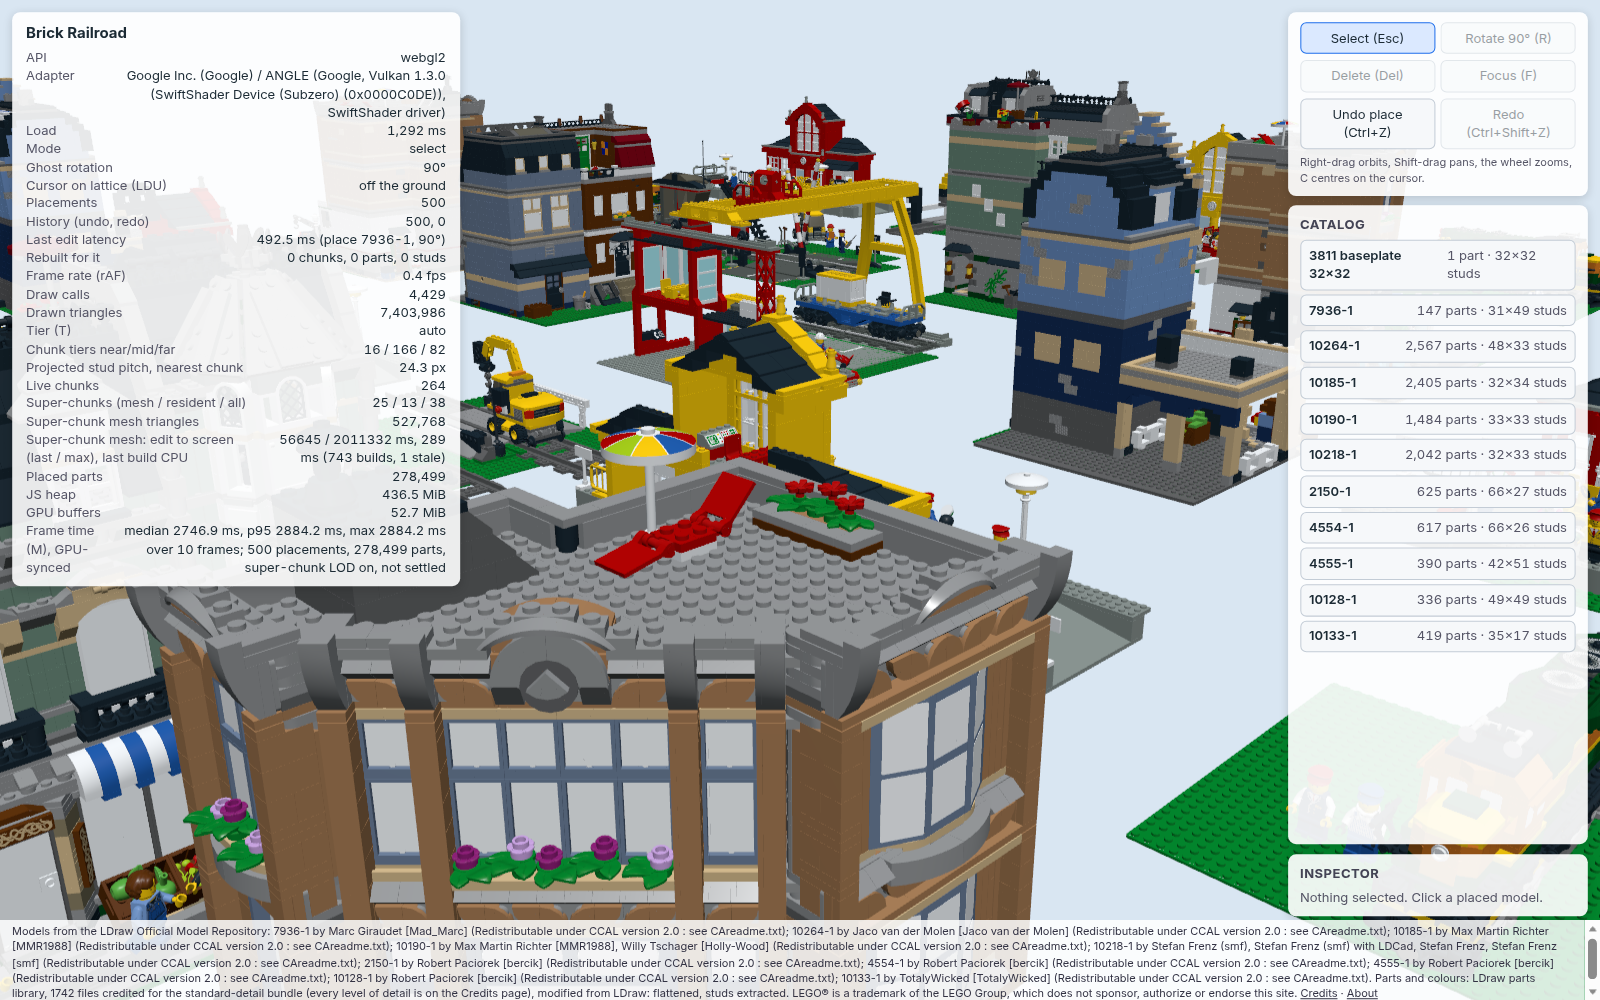 Brick Railroad
API webgl2
Adapter Google Inc. (Google) / ANGLE (Google, Vulkan 1.3.0
(SwiftShader Device (Subzero) (0x0000C0DE)),
SwiftShader driver)
Load 1,292 ms
Mode select
Ghost rotation 90°
Cursor on lattice (LDU) off the ground
Placements 500
History (undo, redo) 500, 0
Last edit latency 492.5 ms (place 7936-1, 90°)
Rebuilt for it 0 chunks, 0 parts, 0 studs
Frame rate (rAF) 0.4 fps
Draw calls 4,429
Drawn triangles 7,403,986
Tier (T) auto
Chunk tiers near/mid/far 16 / 166 / 82
Projected stud pitch, nearest chunk 24.3 px
Live chunks 264
Super-chunks (mesh / resident / all) 25 / 13 / 38
Super-chunk mesh triangles 527,768
Super-chunk mesh: edit to screen 56645 / 2011332 ms, 289
(last / max), last build CPU ms (743 builds, 1 stale)
Placed parts 278,499
JS heap 436.5 MiB
GPU buffers 52.7 MiB
Frame time median 2746.9 ms, p95 2884.2 ms, max 2884.2 ms
(M), GPU- over 10 frames; 500 placements, 278,499 parts,
synced super-chunk LOD on, not settled
Select (Esc) Rotate 90° (R)
Delete (Del) Focus (F)
Undo place Redo
(Ctrl+Z) (Ctrl+Shift+Z)
Right-drag orbits, Shift-drag pans, the wheel zooms,
C centres on the cursor.
CATALOG
3811 baseplate 1 part · 32×32
32×32 studs
7936-1 147 parts · 31×49 studs
10264-1 2,567 parts · 48×33 studs
10185-1 2,405 parts · 32×34 studs
10190-1 1,484 parts · 33×33 studs
10218-1 2,042 parts · 32×33 studs
2150-1 625 parts · 66×27 studs
4554-1 617 parts · 66×26 studs
4555-1 390 parts · 42×51 studs
10128-1 336 parts · 49×49 studs
10133-1 419 parts · 35×17 studs
INSPECTOR
Nothing selected. Click a placed model.
Models from the LDraw Official Model Repository: 7936-1 by Marc Giraudet [Mad_Marc] (Redistributable under CCAL version 2.0 : see CAreadme.txt); 10264-1 by Jaco van der Molen [Jaco van der Molen] (Redistributable under CCAL version 2.0 : see CAreadme.txt); 10185-1 by Max Martin Richter
[MMR1988] (Redistributable under CCAL version 2.0 : see CAreadme.txt); 10190-1 by Max Martin Richter [MMR1988], Willy Tschager [Holly-Wood] (Redistributable under CCAL version 2.0 : see CAreadme.txt); 10218-1 by Stefan Frenz (smf), Stefan Frenz (smf) with LDCad, Stefan Frenz, Stefan Frenz
[smf] (Redistributable under CCAL version 2.0 : see CAreadme.txt); 2150-1 by Robert Paciorek [bercik] (Redistributable under CCAL version 2.0 : see CAreadme.txt); 4554-1 by Robert Paciorek [bercik] (Redistributable under CCAL version 2.0 : see CAreadme.txt); 4555-1 by Robert Paciorek [bercik]
(Redistributable under CCAL version 2.0 : see CAreadme.txt); 10128-1 by Robert Paciorek [bercik] (Redistributable under CCAL version 2.0 : see CAreadme.txt); 10133-1 by TotalyWicked [TotalyWicked] (Redistributable under CCAL version 2.0 : see CAreadme.txt). Parts and colours: LDraw parts
library, 1742 files credited for the standard-detail bundle (every level of detail is on the Credits page), modified from LDraw: flattened, studs extracted. LEGO® is a trademark of the LEGO Group, which does not sponsor, authorize or endorse this site. Credits · About